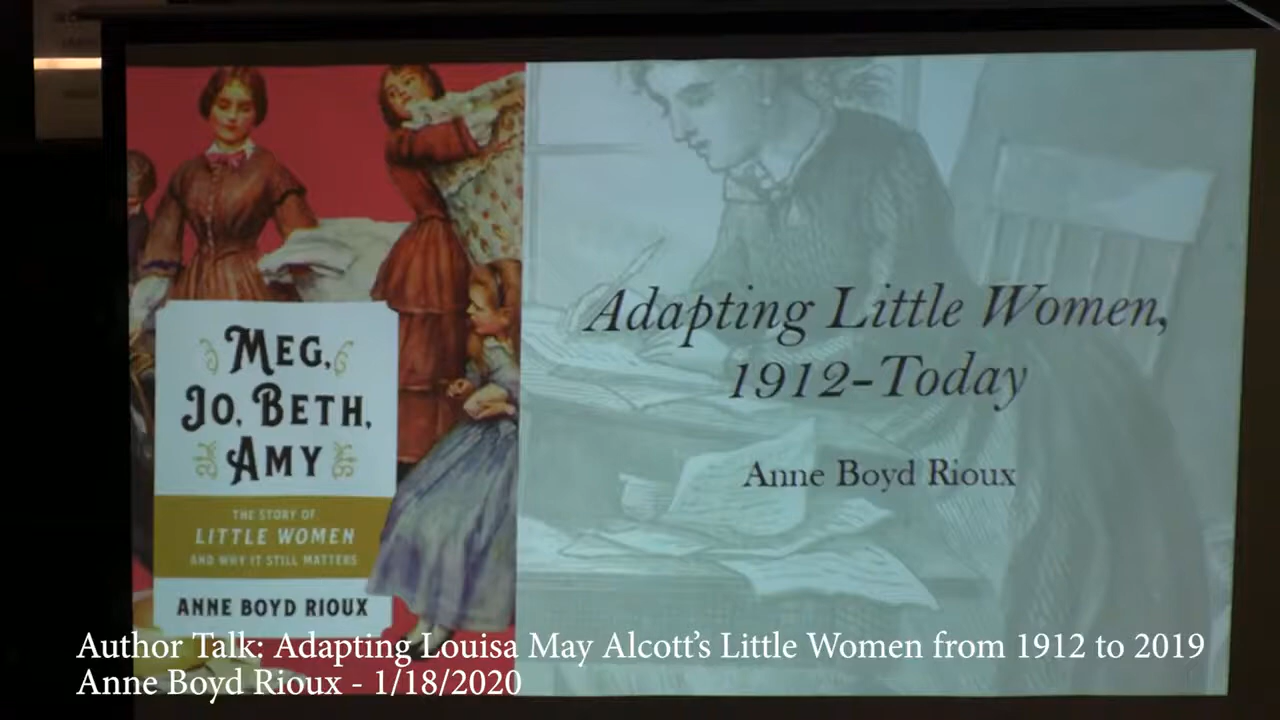 MEG,
JO, BETH,
AMY
THE STORY OF
LITTLE WOMEN
AND WHY IT STILL MATTERS
ANNE BOYD RIOUX
Adapting Little Women,
1912-Today
Anne Boyd Rioux
Author Talk: Adapting Louisa May Alcott's Little Women from 1912 to 2019
Anne Boyd Rioux - 1/18/2020